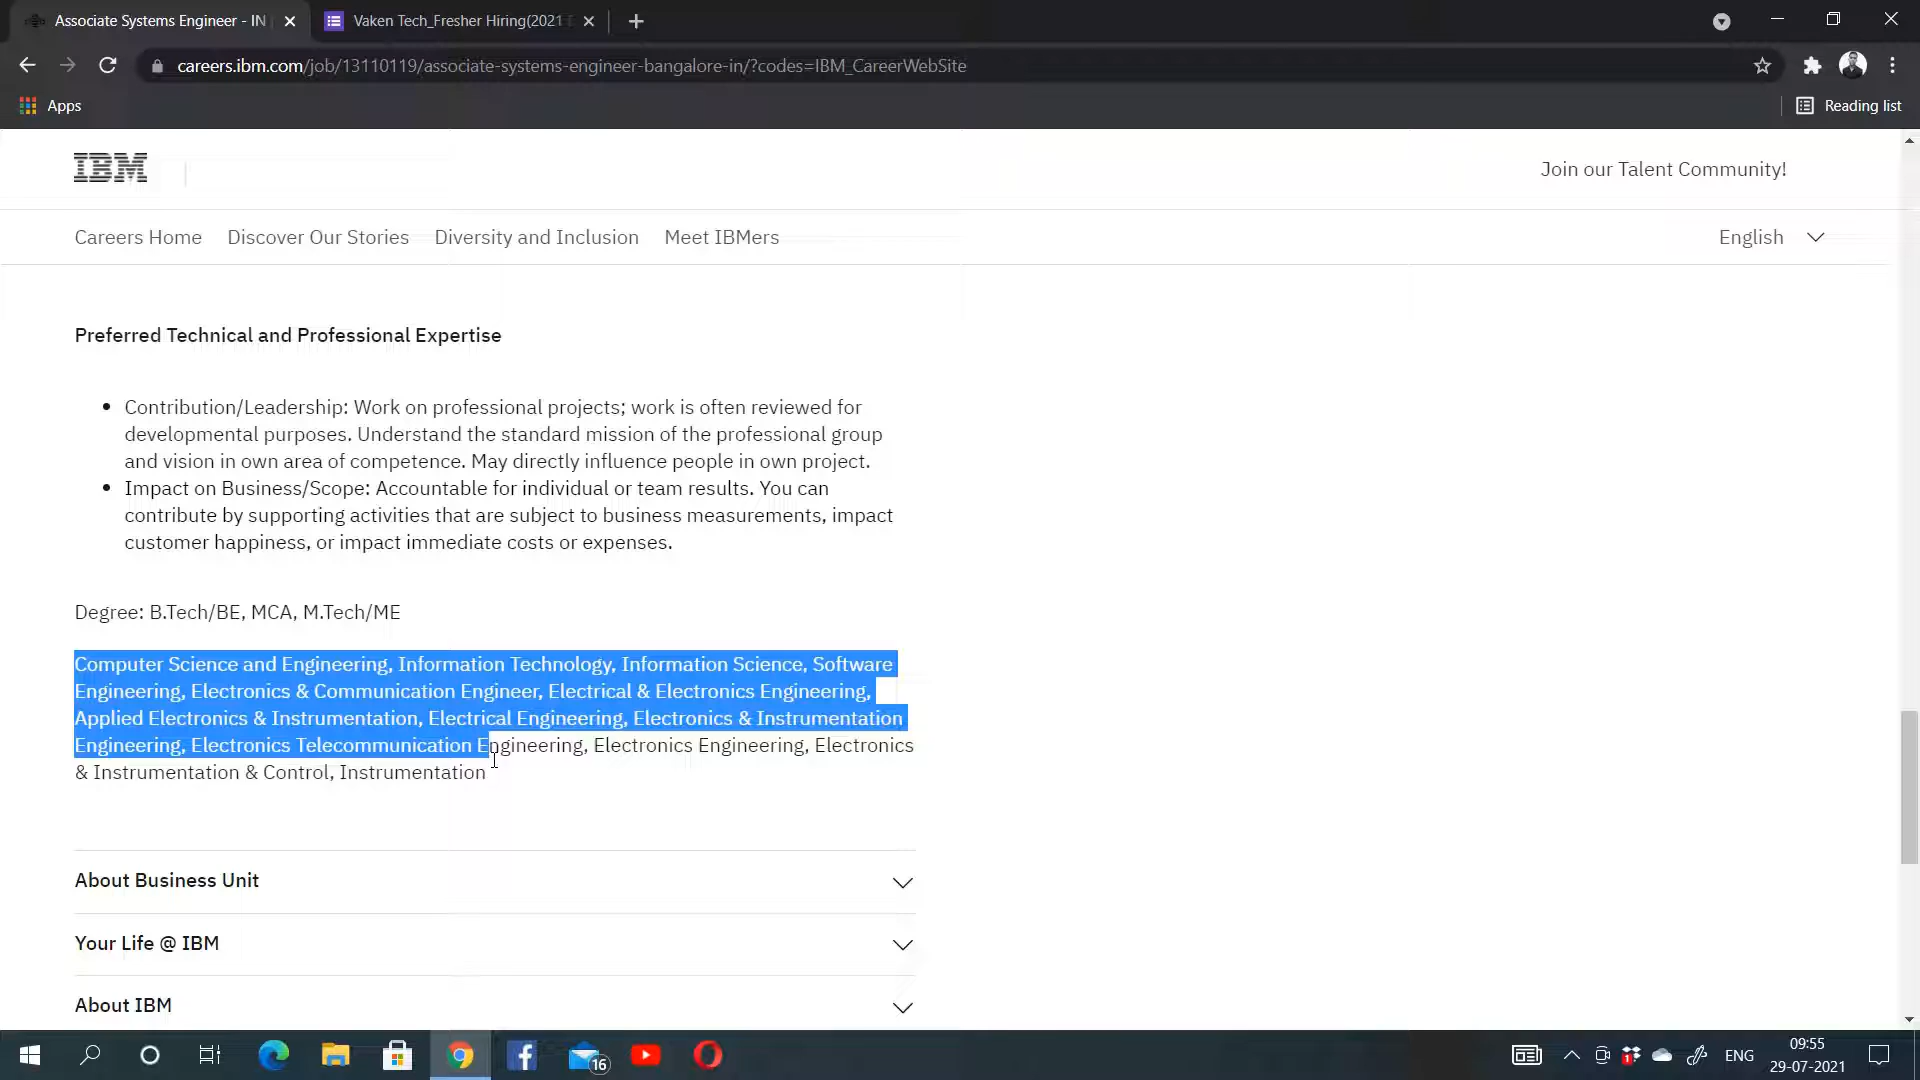 Associate Systems Engineer - IN
Vaken Tech_Fresher Hiring(2021
careers.ibm.com/job/13110119/associate-systems-engineer-bangalore-in/?codes=IBM_CareerWebSite
Apps
Reading list
IBM
Join our Talent Community!
Careers Home Discover Our Stories Diversity and Inclusion Meet IBMers
English
Preferred Technical and Professional Expertise
• Contribution/Leadership: Work on professional projects; work is often reviewed for
developmental purposes. Understand the standard mission of the professional group
and vision in own area of competence. May directly influence people in own project.
• Impact on Business/Scope: Accountable for individual or team results. You can
contribute by supporting activities that are subject to business measurements, impact
customer happiness, or impact immediate costs or expenses.
Degree: B.Tech/BE, MCA, M.Tech/ME
Computer Science and Engineering, Information Technology, Information Science, Software
Engineering, Electronics & Communication Engineer, Electrical & Electronics Engineering,
Applied Electronics & Instrumentation, Electrical Engineering, Electronics & Instrumentation
Engineering, Electronics Telecommunication Engineering, Electronics Engineering, Electronics
& Instrumentation & Control, Instrumentation
About Business Unit
Your Life @ IBM
About IBM
16
1
ENG
09:55
29-07-2021